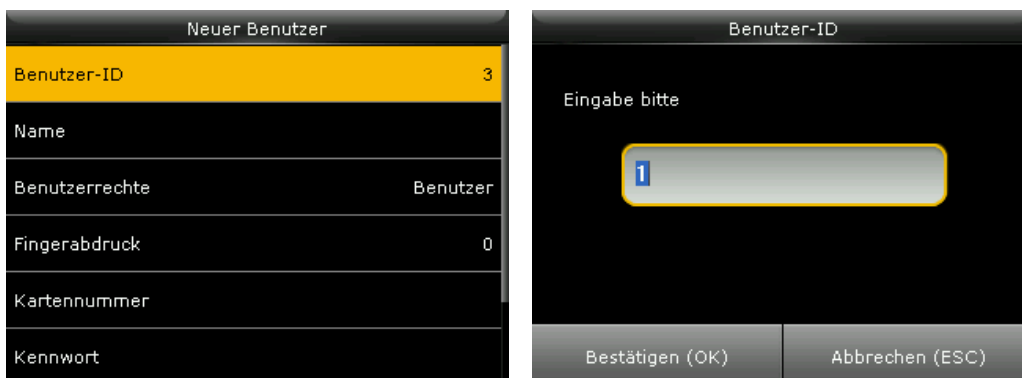 Neuer Benutzer
Benutzer-ID 3
Name
Benutzerrechte Benutzer
Fingerabdruck 0
Kartennummer
Kennwort
Benutzer-ID
Eingabe bitte
1
Bestätigen (OK) Abbrechen (ESC)